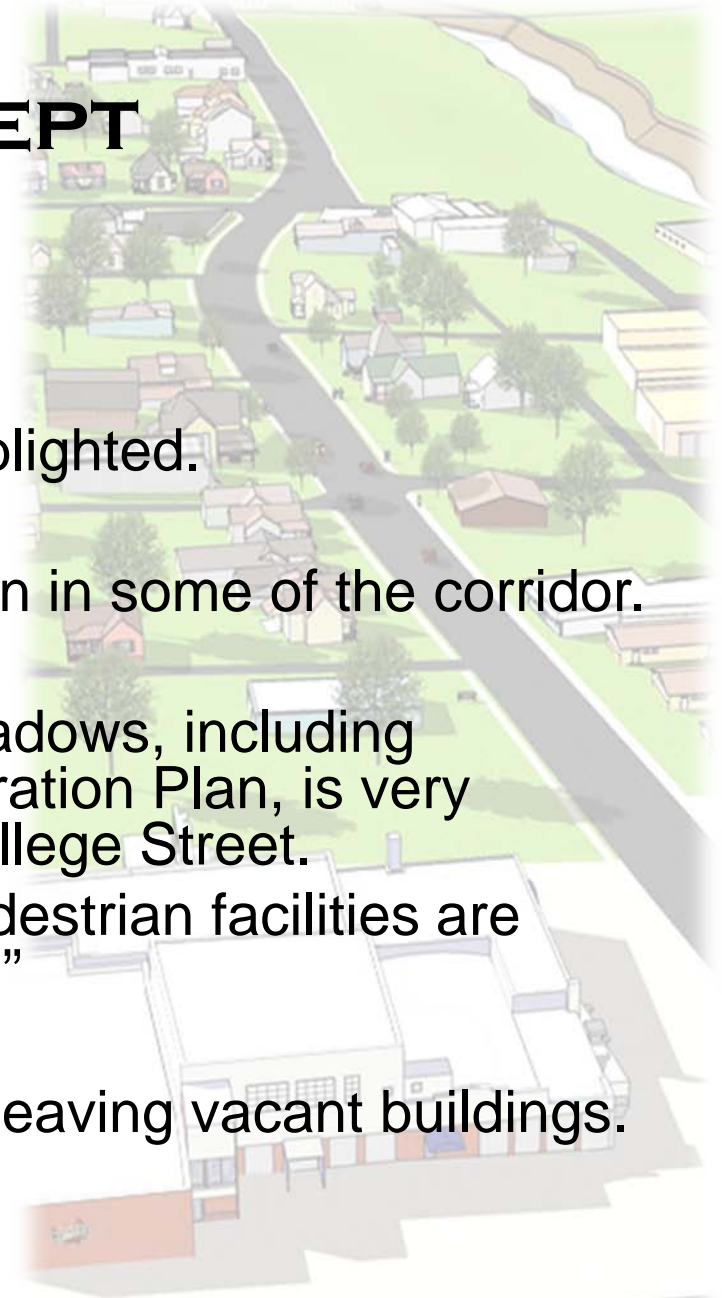 EPT
olighted.
n in some of the corridor.
adows, including
ration Plan, is very
llege Street.
destrian facilities are
”
eaving vacant buildings.